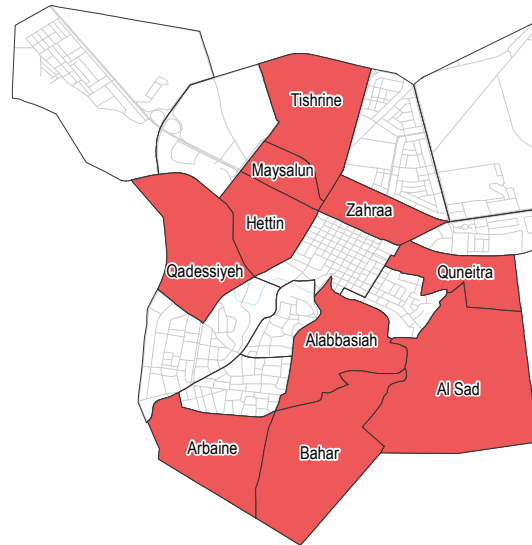 Tishrine
Maysalun
Zahraa
Hettin
Qadessiyeh
Quneitra
Alabbasiah
Al Sad
Arbaine
Bahar